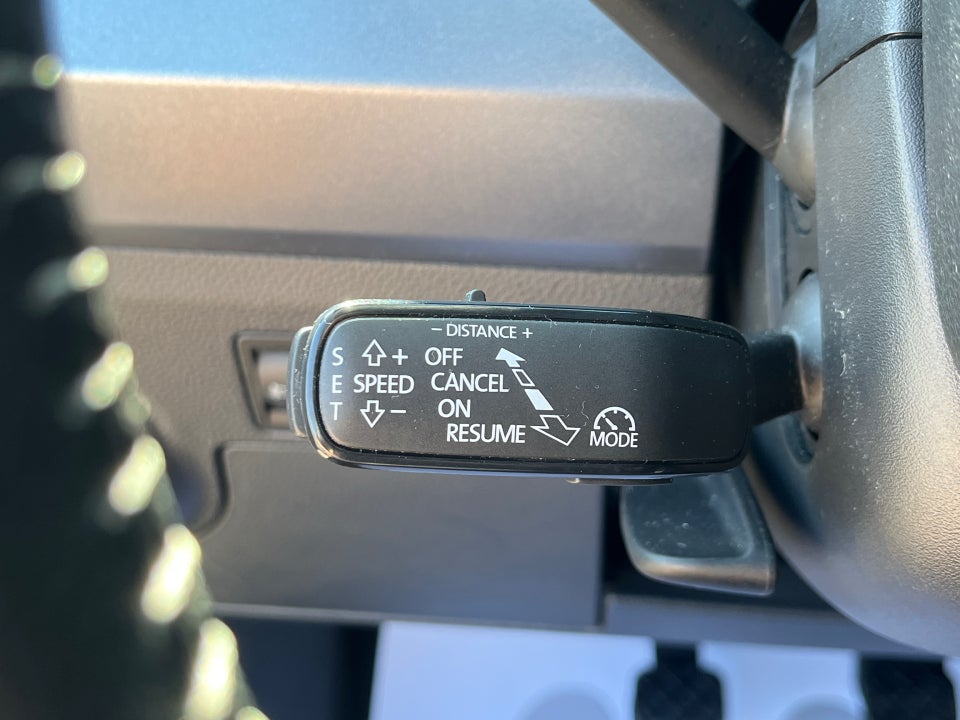 - DISTANCE +
S + OFF
E SPEED CANCEL
T - ON
RESUME
MODE